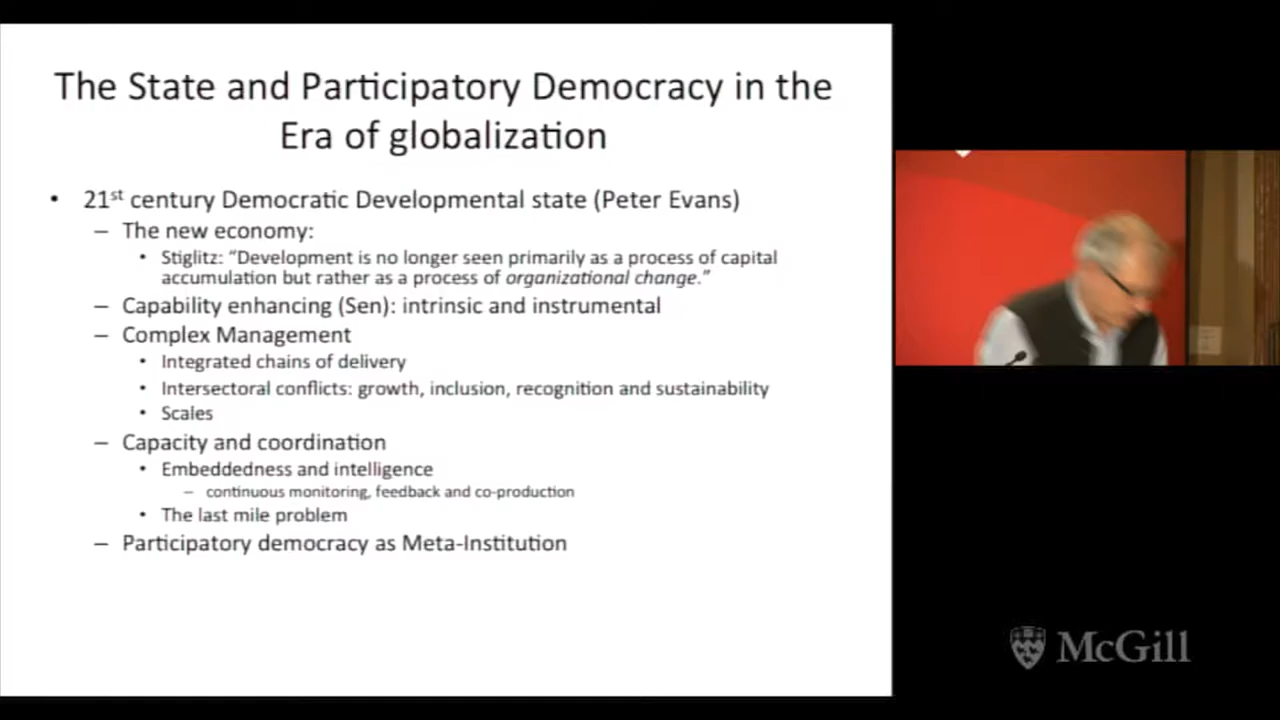 The State and Participatory Democracy in the
Era of globalization
• 21st century Democratic Developmental state (Peter Evans)
– The new economy:
• Stiglitz: “Development is no longer seen primarily as a process of capital
accumulation but rather as a process of organizational change.”
– Capability enhancing (Sen): intrinsic and instrumental
– Complex Management
• Integrated chains of delivery
• Intersectoral conflicts: growth, inclusion, recognition and sustainability
• Scales
– Capacity and coordination
• Embeddedness and intelligence
– continuous monitoring, feedback and co-production
• The last mile problem
– Participatory democracy as Meta-Institution
McGill